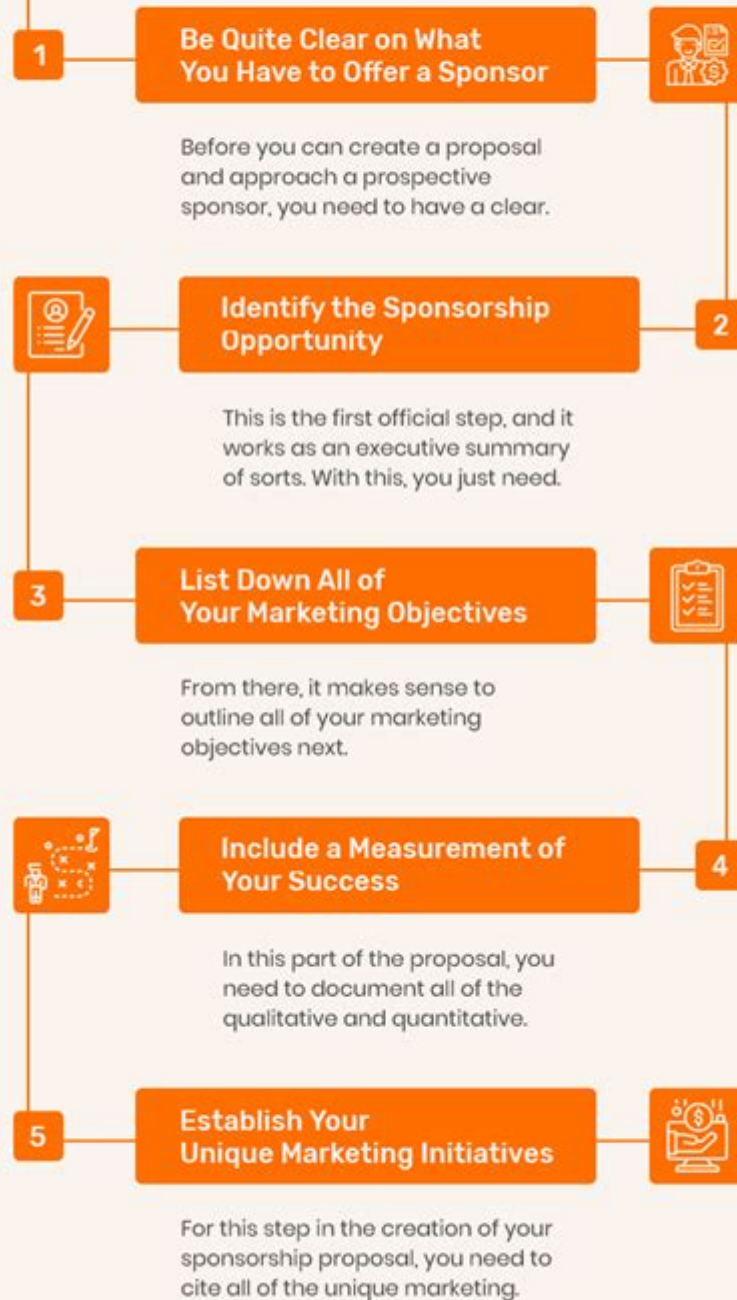 1
Be Quite Clear on What
You Have to Offer a Sponsor
Before you can create a proposal
and approach a prospective
sponsor, you need to have a clear.
Identify the Sponsorship
Opportunity
2
This is the first official step, and it
works as an executive summary
of sorts. With this, you just need.
3
List Down All of
Your Marketing Objectives
From there, it makes sense to
outline all of your marketing
objectives next.
Include a Measurement of
Your Success
4
In this part of the proposal, you
need to document all of the
qualitative and quantitative.
5
Establish Your
Unique Marketing Initiatives
For this step in the creation of your
sponsorship proposal, you need to
cite all of the unique marketing.